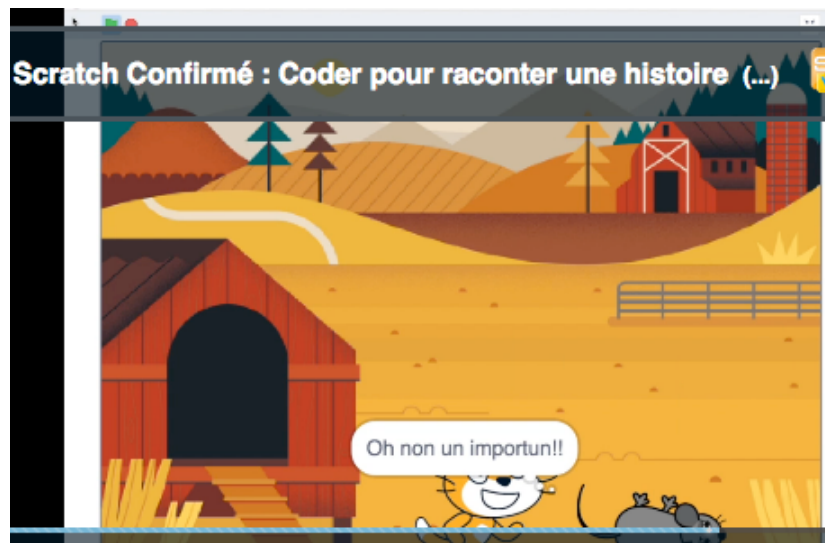 Scratch Confirmé : Coder pour raconter une histoire (...)
Oh non un importun!!